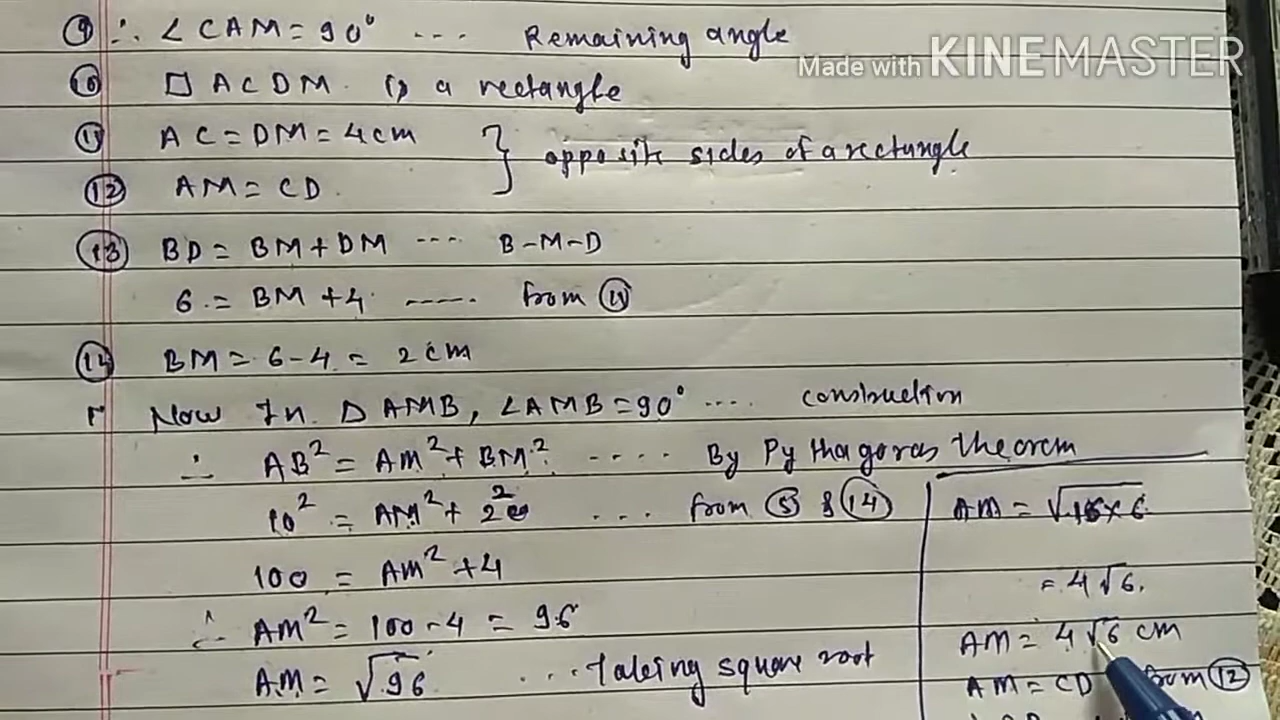 Made with KINEMASTER
⑨ ∴ ∠CAM = 90° ... Remaining angle
⑩ □ ACDM is a rectangle
⑪ AC = DM = 4cm } opposite sides of a rectangle
⑫ AM = CD
⑬ BD = BM + DM .... B-M-D
6 = BM + 4 ...... from ⑪
⑭ BM = 6 - 4 = 2 cm
Now In △ AMB, ∠AMB = 90° .... construction
∴ AB² = AM² + BM² .... By Pythagoras theorem
10² = AM² + 2² ... from ⑤ & ⑭
100 = AM² + 4
∴ AM² = 100 - 4 = 96
AM = √96 ... taking square root
AM = √16×6
= 4√6
AM = 4√6 cm
AM = CD from ⑫